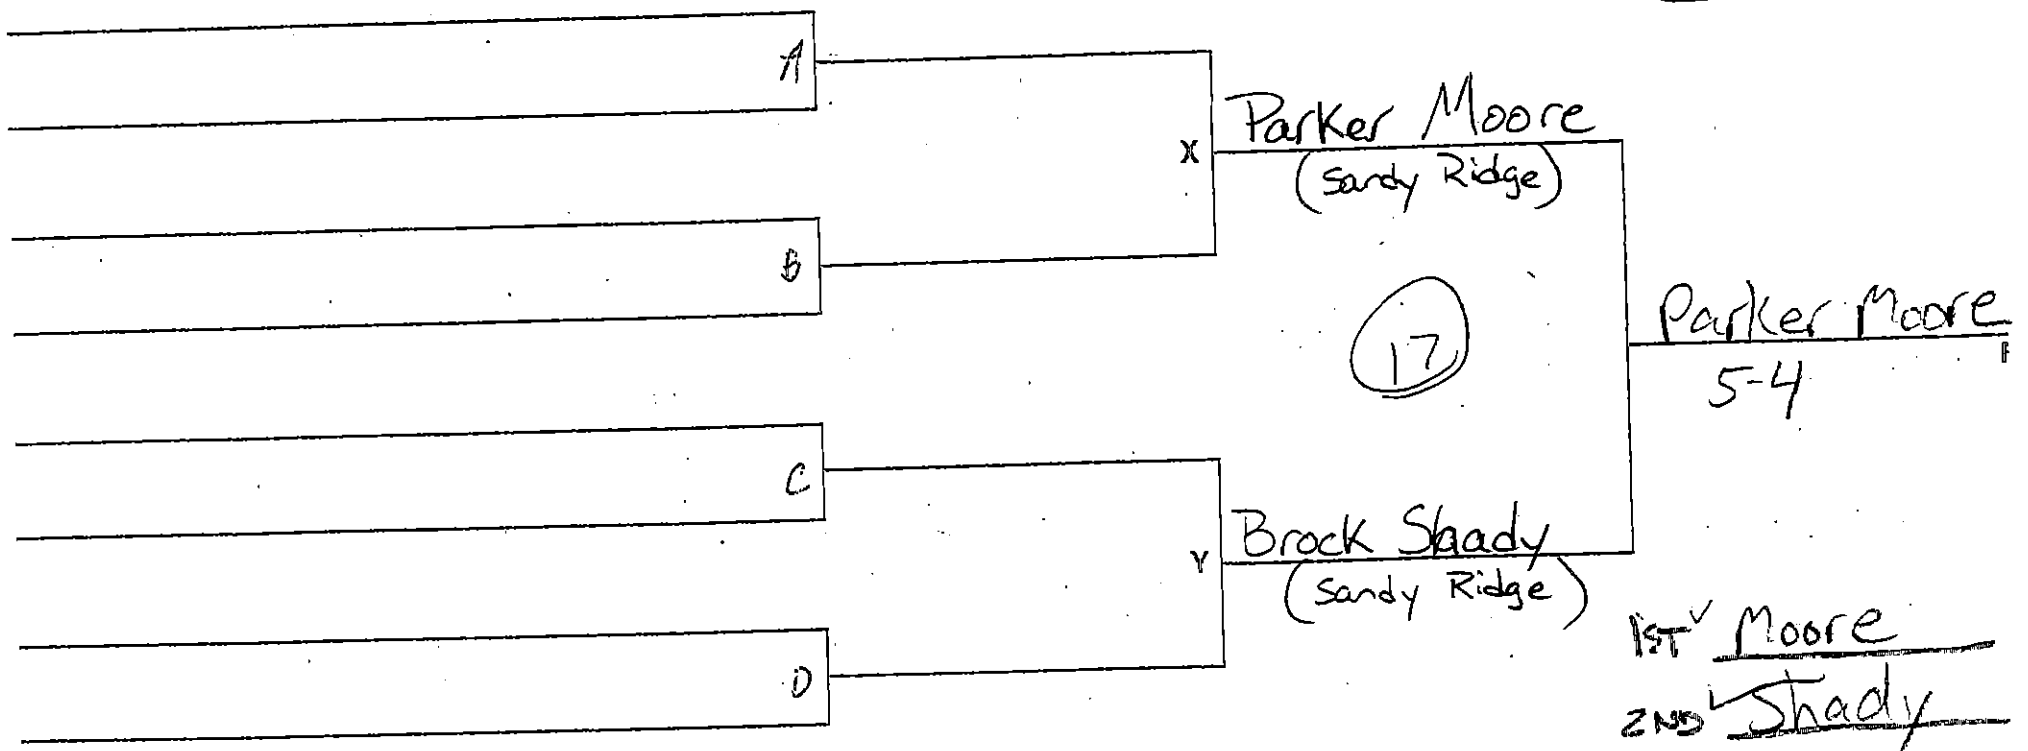 A
Parker Moore
X
(Sandy Ridge)
B
17
Parker Moore
F
5-4
C
Brock Shady
Y
(Sandy Ridge)
1ST ✓ Moore
D
2ND ✓ Shady